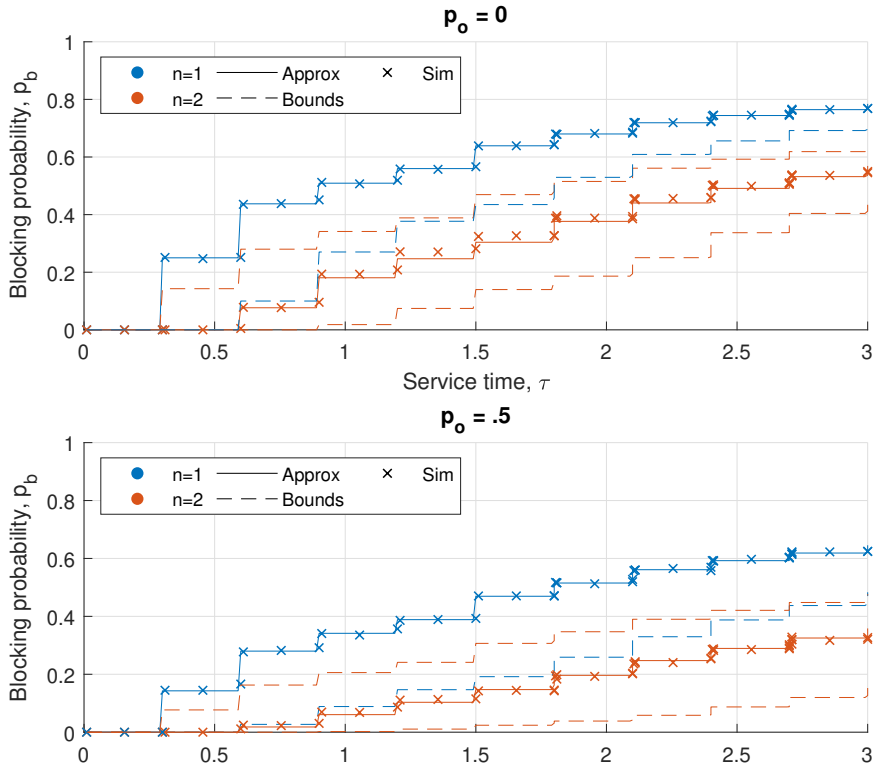 p_o = 0
Blocking probability, p_b
1
0.8
0.6
0.4
0.2
0
n=1 Approx Sim
n=2 Bounds
0 0.5 1 1.5 2 2.5 3
Service time, τ
p_o = .5
Blocking probability, p_b
1
0.8
0.6
0.4
0.2
0
n=1 Approx Sim
n=2 Bounds
0 0.5 1 1.5 2 2.5 3